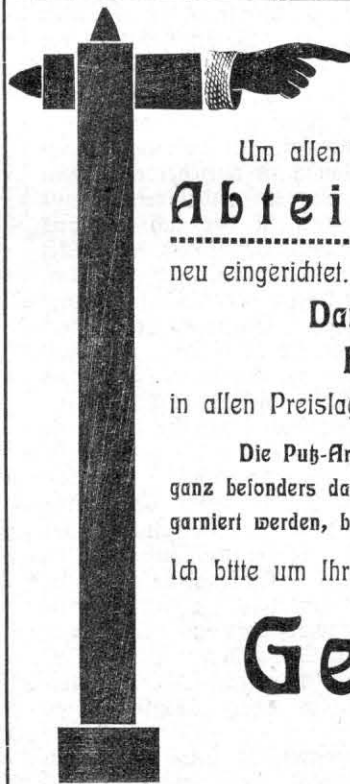 Um allen
Abtei
neu eingerichtet.
Da
in allen Preislag
Die Putz-Ar
ganz beſonders da
garniert werden, b
Ich bitte um Ihr
Ge